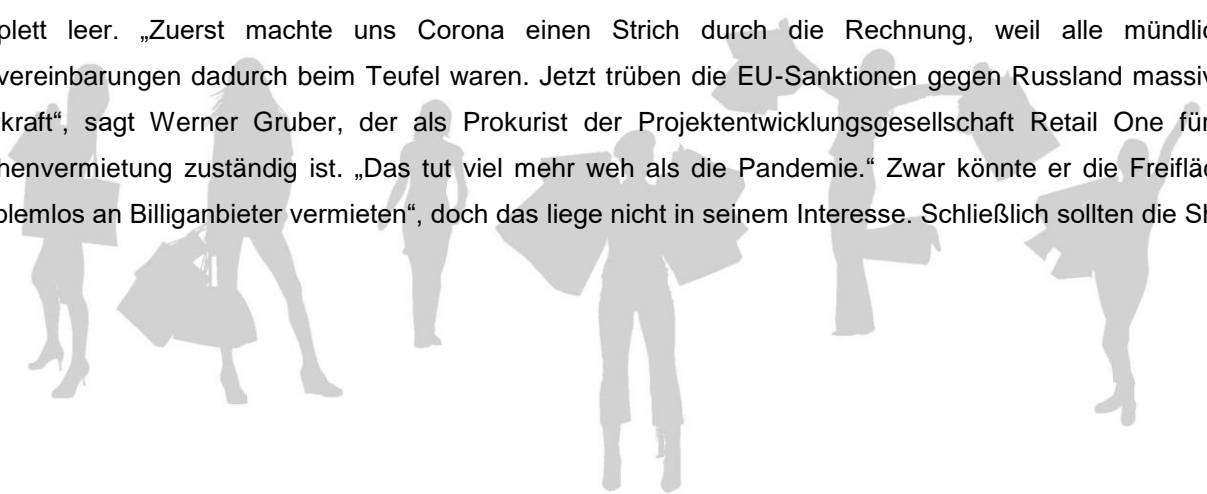 plett leer. „Zuerst machte uns Corona einen Strich durch die Rechnung, weil alle mündlic
vereinbarungen dadurch beim Teufel waren. Jetzt trüben die EU-Sanktionen gegen Russland massiv
kraft“, sagt Werner Gruber, der als Prokurist der Projektentwicklungsgesellschaft Retail One für
henvermietung zuständig ist. „Das tut viel mehr weh als die Pandemie.“ Zwar könnte er die Freifläc
blemlos an Billiganbieter vermieten“, doch das liege nicht in seinem Interesse. Schließlich sollten die Sh